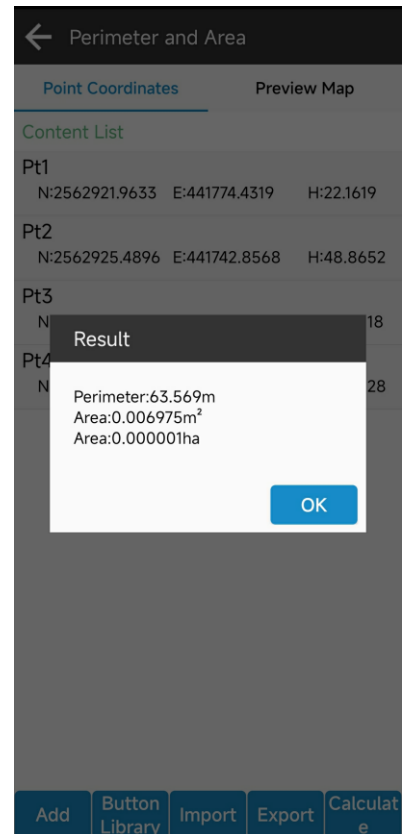 Perimeter and Area
Point Coordinates Preview Map
Content List
Pt1
N:2562921.9633 E:441774.4319 H:22.1619
Pt2
N:2562925.4896 E:441742.8568 H:48.8652
Pt3
N 18
Result
Pt4
N 28
Perimeter:63.569m
Area:0.006975m²
Area:0.000001ha
OK
Add Button Library Import Export Calculat
e